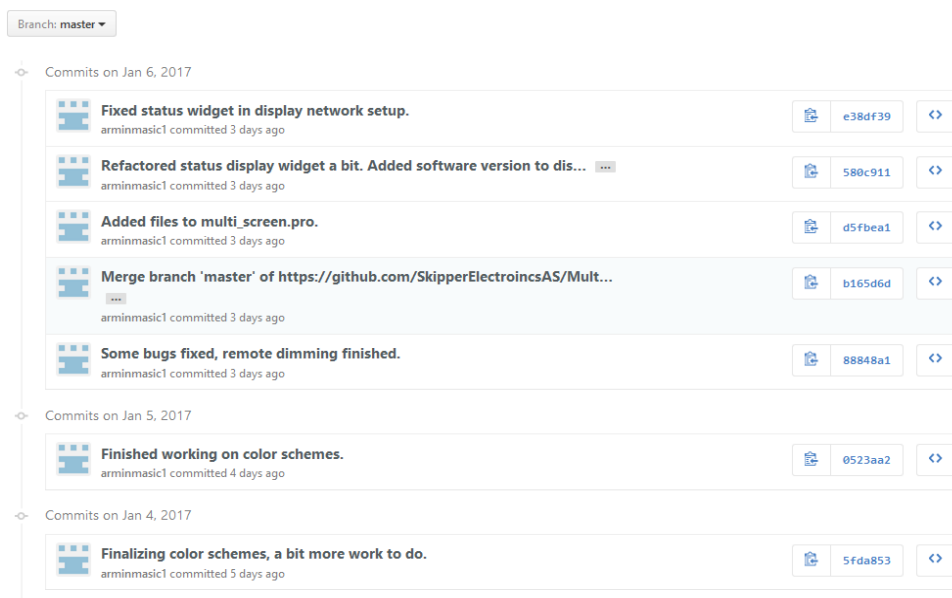 Branch: master
Commits on Jan 6, 2017
Fixed status widget in display network setup.
arminmasic1 committed 3 days ago
e38df39
Refactored status display widget a bit. Added software version to dis... ...
arminmasic1 committed 3 days ago
580c911
Added files to multi_screen.pro.
arminmasic1 committed 3 days ago
d5fbea1
Merge branch 'master' of https://github.com/SkipperElectroincsAS/Mult...
...
arminmasic1 committed 3 days ago
b165d6d
Some bugs fixed, remote dimming finished.
arminmasic1 committed 3 days ago
88848a1
Commits on Jan 5, 2017
Finished working on color schemes.
arminmasic1 committed 4 days ago
0523aa2
Commits on Jan 4, 2017
Finalizing color schemes, a bit more work to do.
arminmasic1 committed 5 days ago
5fda853